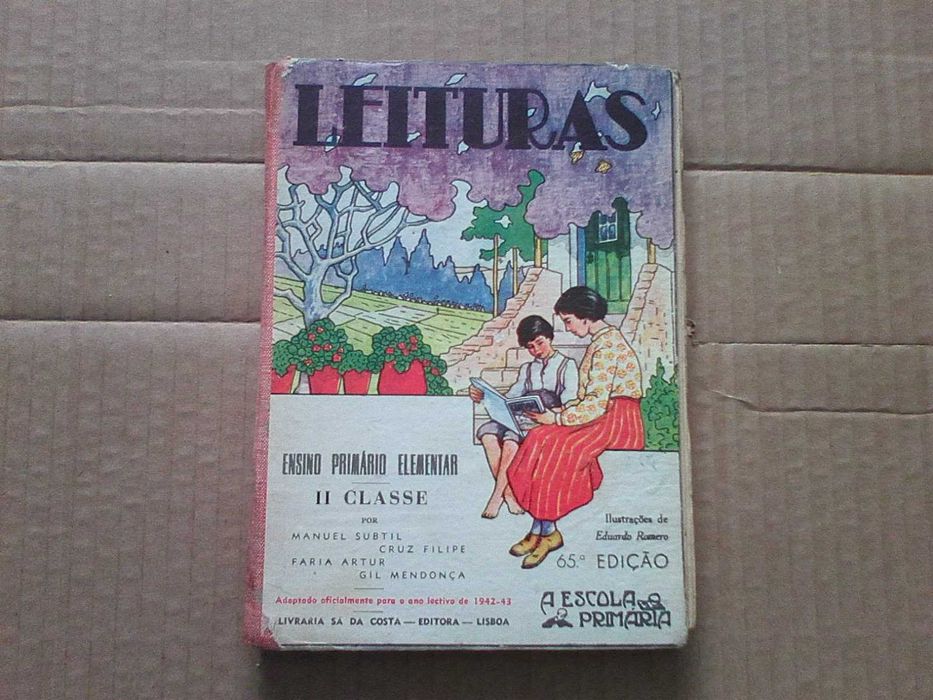 LEITURAS
ENSINO PRIMÁRIO ELEMENTAR
II CLASSE
POR
MANUEL SUBTIL
CRUZ FILIPE
FARIA ARTUR
GIL MENDONÇA
Adaptado oficialmente para o ano lectivo de 1942-43
LIVRARIA SÁ DA COSTA — EDITORA — LISBOA
Ilustrações de
Eduardo Romero
65.ª EDIÇÃO
A ESCOLA
PRIMÁRIA